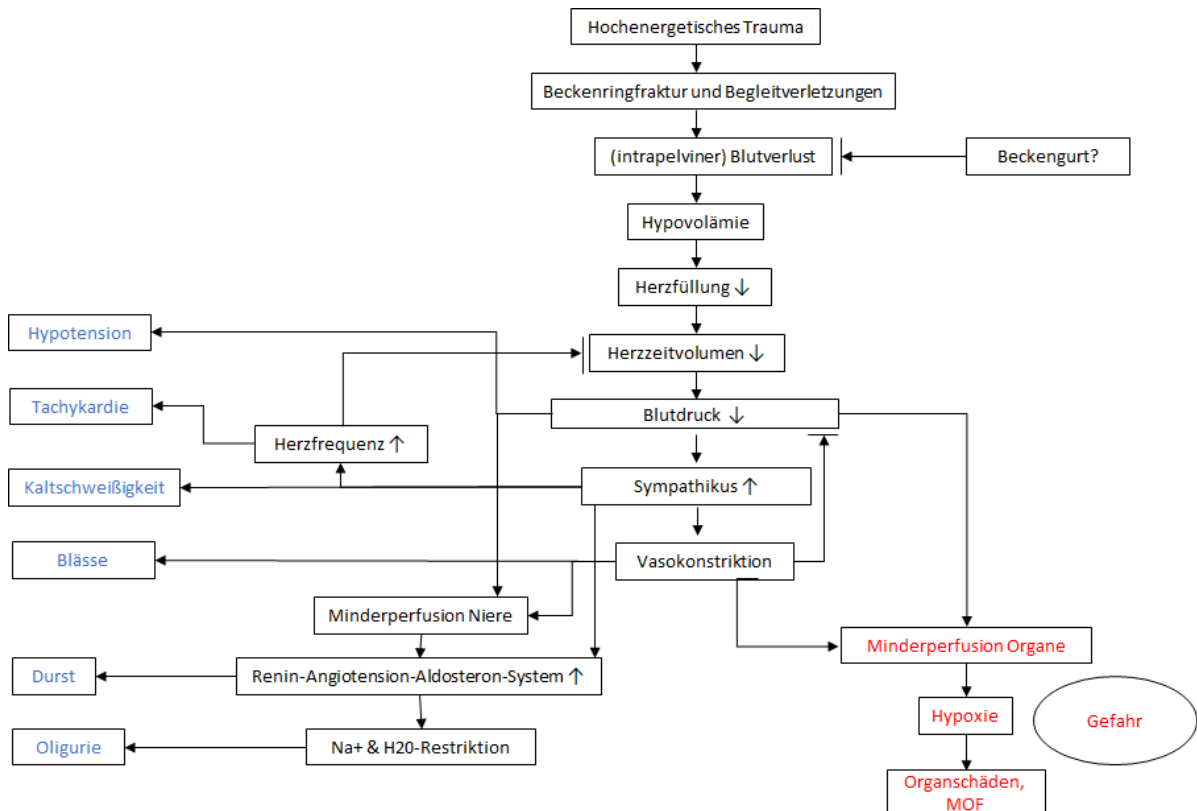 Hochenergetisches Trauma
Beckenringfraktur und Begleitverletzungen
(intrapelviner) Blutverlust
Beckengurt?
Hypovolämie
Herzfüllung ↓
Hypotension
Herzzeitvolumen ↓
Tachykardie
Blutdruck ↓
Herzfrequenz ↑
Kaltschweißigkeit
Sympathikus ↑
Blässe
Vasokonstriktion
Minderperfusion Niere
Minderperfusion Organe
Durst
Renin-Angiotension-Aldosteron-System ↑
Hypoxie
Gefahr
Oligurie
Na+ & H20-Restriktion
Organschäden,
MOF